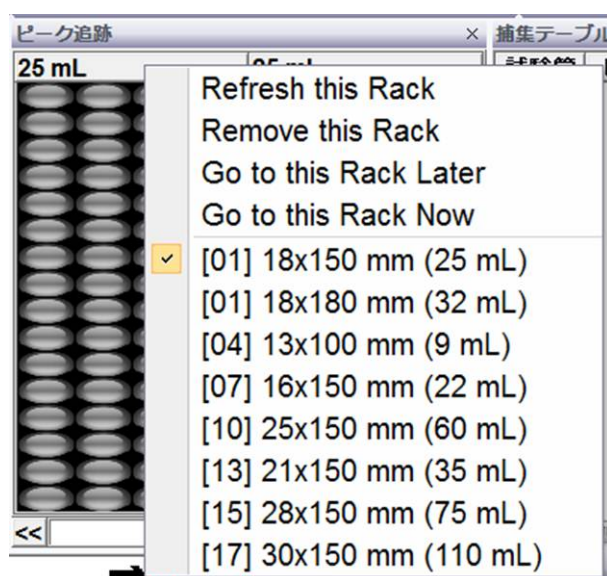 ピーク追跡
×
捕集テーブル
25 mL
Refresh this Rack
Remove this Rack
Go to this Rack Later
Go to this Rack Now
[01] 18x150 mm (25 mL)
[01] 18x180 mm (32 mL)
[04] 13x100 mm (9 mL)
[07] 16x150 mm (22 mL)
[10] 25x150 mm (60 mL)
[13] 21x150 mm (35 mL)
[15] 28x150 mm (75 mL)
[17] 30x150 mm (110 mL)
<<